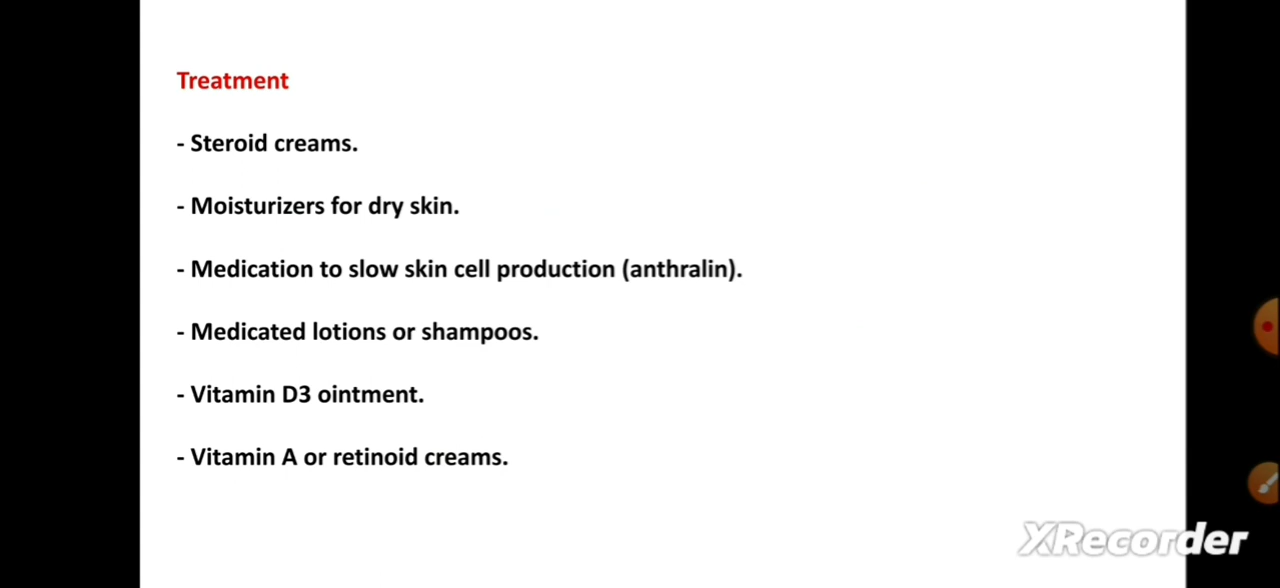 Treatment
- Steroid creams.
- Moisturizers for dry skin.
- Medication to slow skin cell production (anthralin).
- Medicated lotions or shampoos.
- Vitamin D3 ointment.
- Vitamin A or retinoid creams.
XRecorder